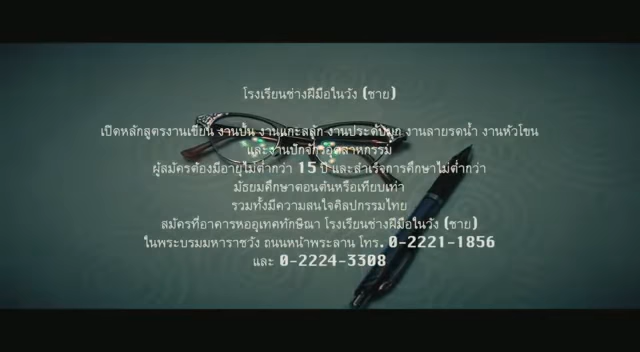 โรงเรียนช่างฝีมือในวัง (ชาย)
เปิดหลักสูตรงานเขียน งานปั้น งานแกะสลัก งานประดับมุก งานลายรดน้ำ งานหัวโขน
และงานปักจักรอุตสาหกรรม
ผู้สมัครต้องมีอายุไม่ต่ำกว่า 15 ปี และสำเร็จการศึกษาไม่ต่ำกว่า
มัธยมศึกษาตอนต้นหรือเทียบเท่า
รวมทั้งมีความสนใจศิลปกรรมไทย
สมัครที่อาคารหออุเทศทักษิณา โรงเรียนช่างฝีมือในวัง (ชาย)
ในพระบรมมหาราชวัง ถนนหน้าพระลาน โทร. 0-2221-1856
และ 0-2224-3308